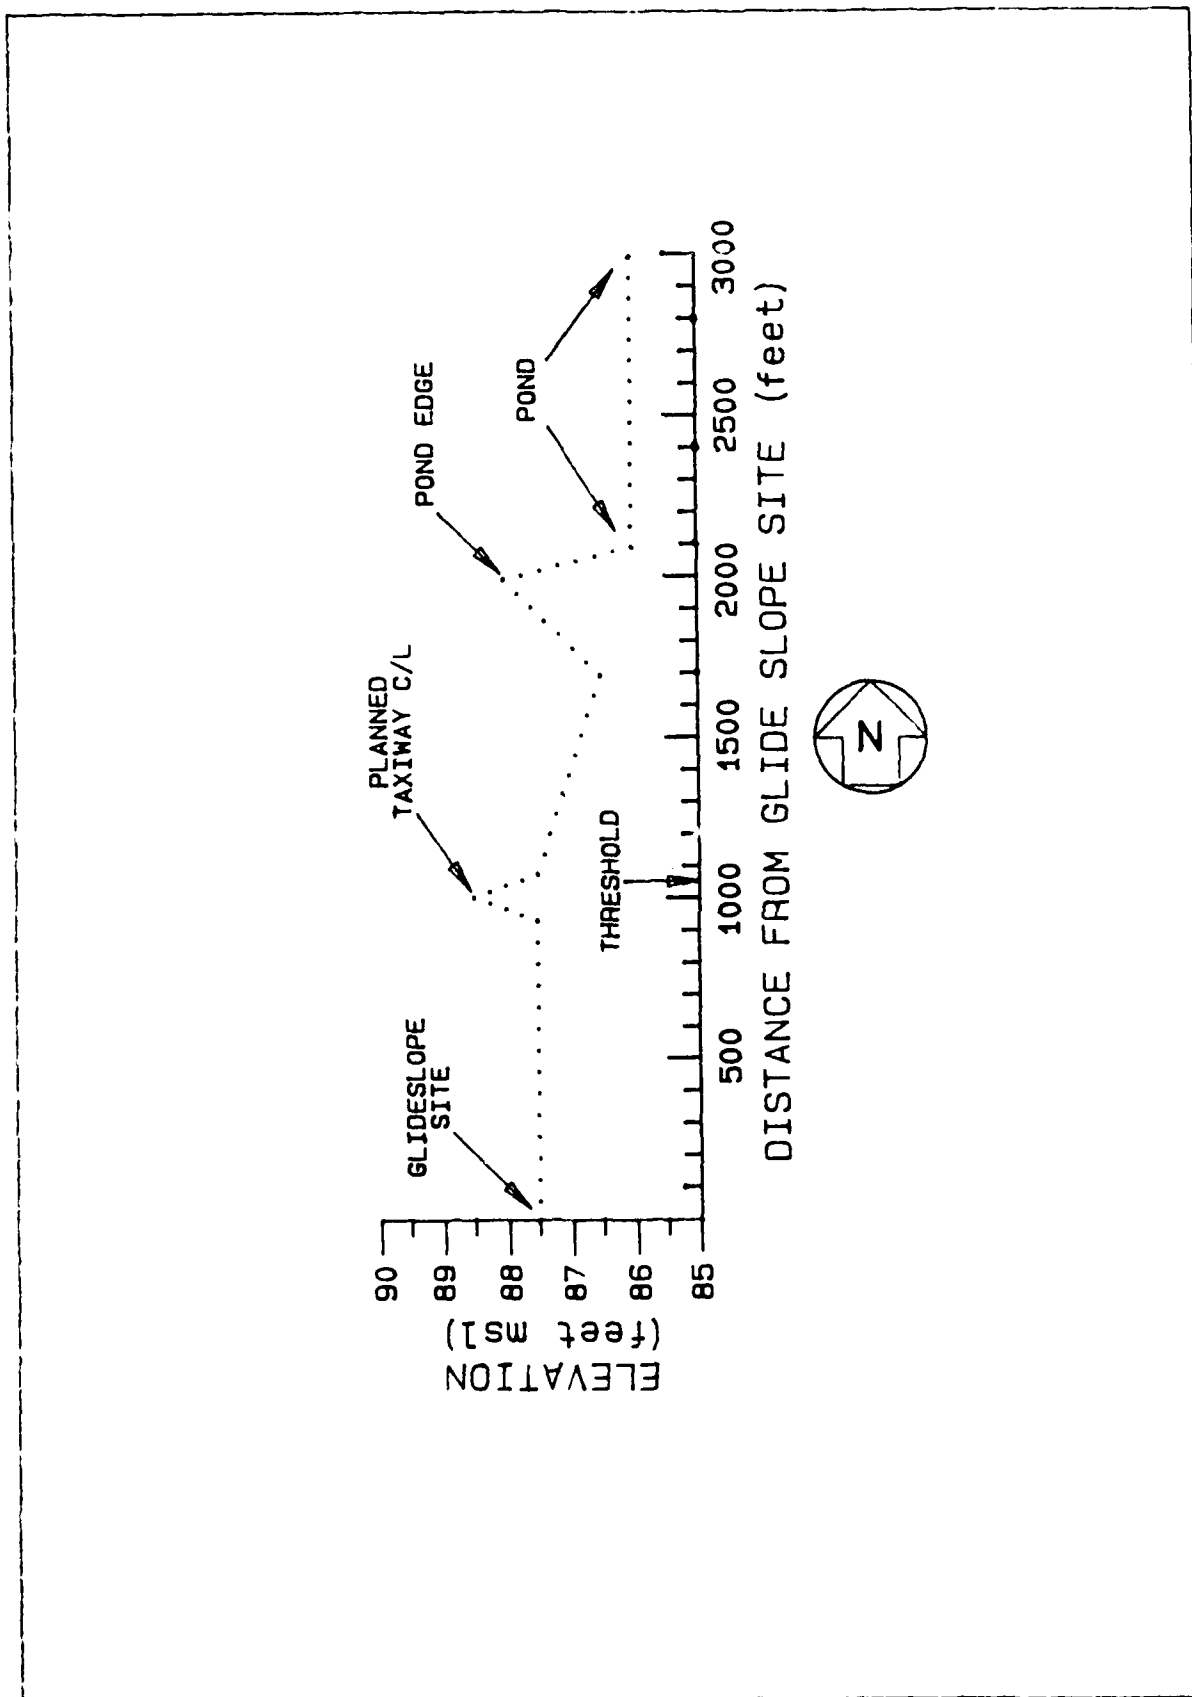 ELEVATION
(feet msl)
90
89
88
87
86
85
GLIDESLOPE
SITE
PLANNED
TAXIWAY C/L
POND EDGE
POND
THRESHOLD
500
1000
1500
2000
2500
3000
DISTANCE FROM GLIDE SLOPE SITE (feet)
N